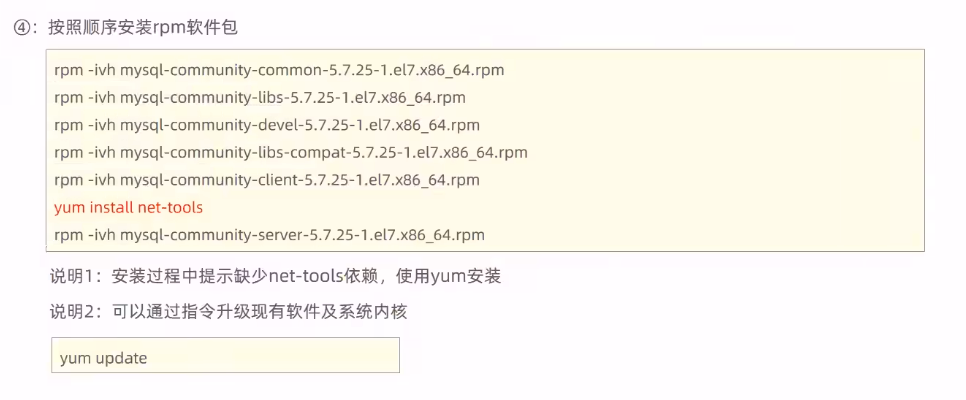 ④：按照顺序安装rpm软件包
rpm -ivh mysql-community-common-5.7.25-1.el7.x86_64.rpm
rpm -ivh mysql-community-libs-5.7.25-1.el7.x86_64.rpm
rpm -ivh mysql-community-devel-5.7.25-1.el7.x86_64.rpm
rpm -ivh mysql-community-libs-compat-5.7.25-1.el7.x86_64.rpm
rpm -ivh mysql-community-client-5.7.25-1.el7.x86_64.rpm
yum install net-tools
rpm -ivh mysql-community-server-5.7.25-1.el7.x86_64.rpm
说明1：安装过程中提示缺少net-tools依赖，使用yum安装
说明2：可以通过指令升级现有软件及系统内核
yum update